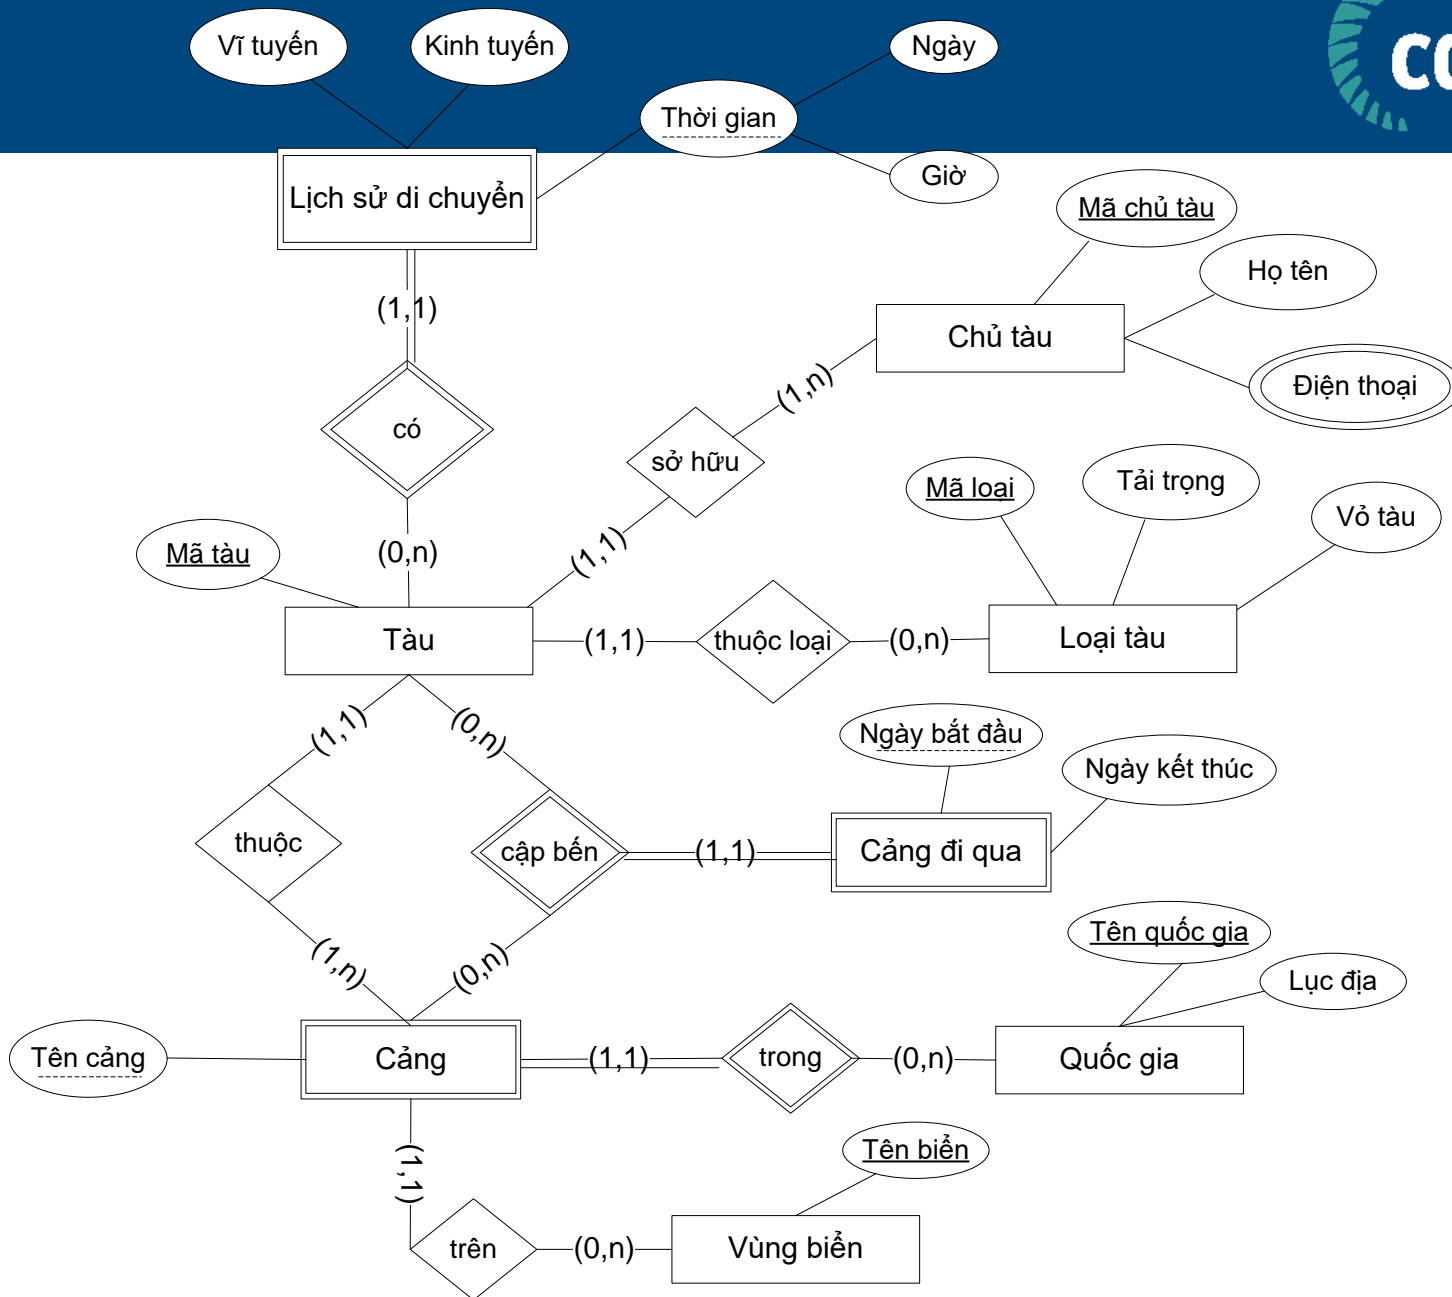 Vĩ tuyến
Kinh tuyến
Ngày
CO
Thời gian
Giờ
Lịch sử di chuyển
Mã chủ tàu
Họ tên
(1,1)
Chủ tàu
Điện thoại
(1,n)
có
sở hữu
Mã loại
Tải trọng
Vỏ tàu
Mã tàu
(0,n)
(1,1)
Tàu
(1,1)
thuộc loại
(0,n)
Loại tàu
(1,1)
(0,n)
Ngày bắt đầu
Ngày kết thúc
thuộc
cập bến
(1,1)
Cảng đi qua
(1,n)
(0,n)
Tên quốc gia
Lục địa
Tên cảng
Cảng
(1,1)
trong
(0,n)
Quốc gia
(1,1)
Tên biển
trên
(0,n)
Vùng biển